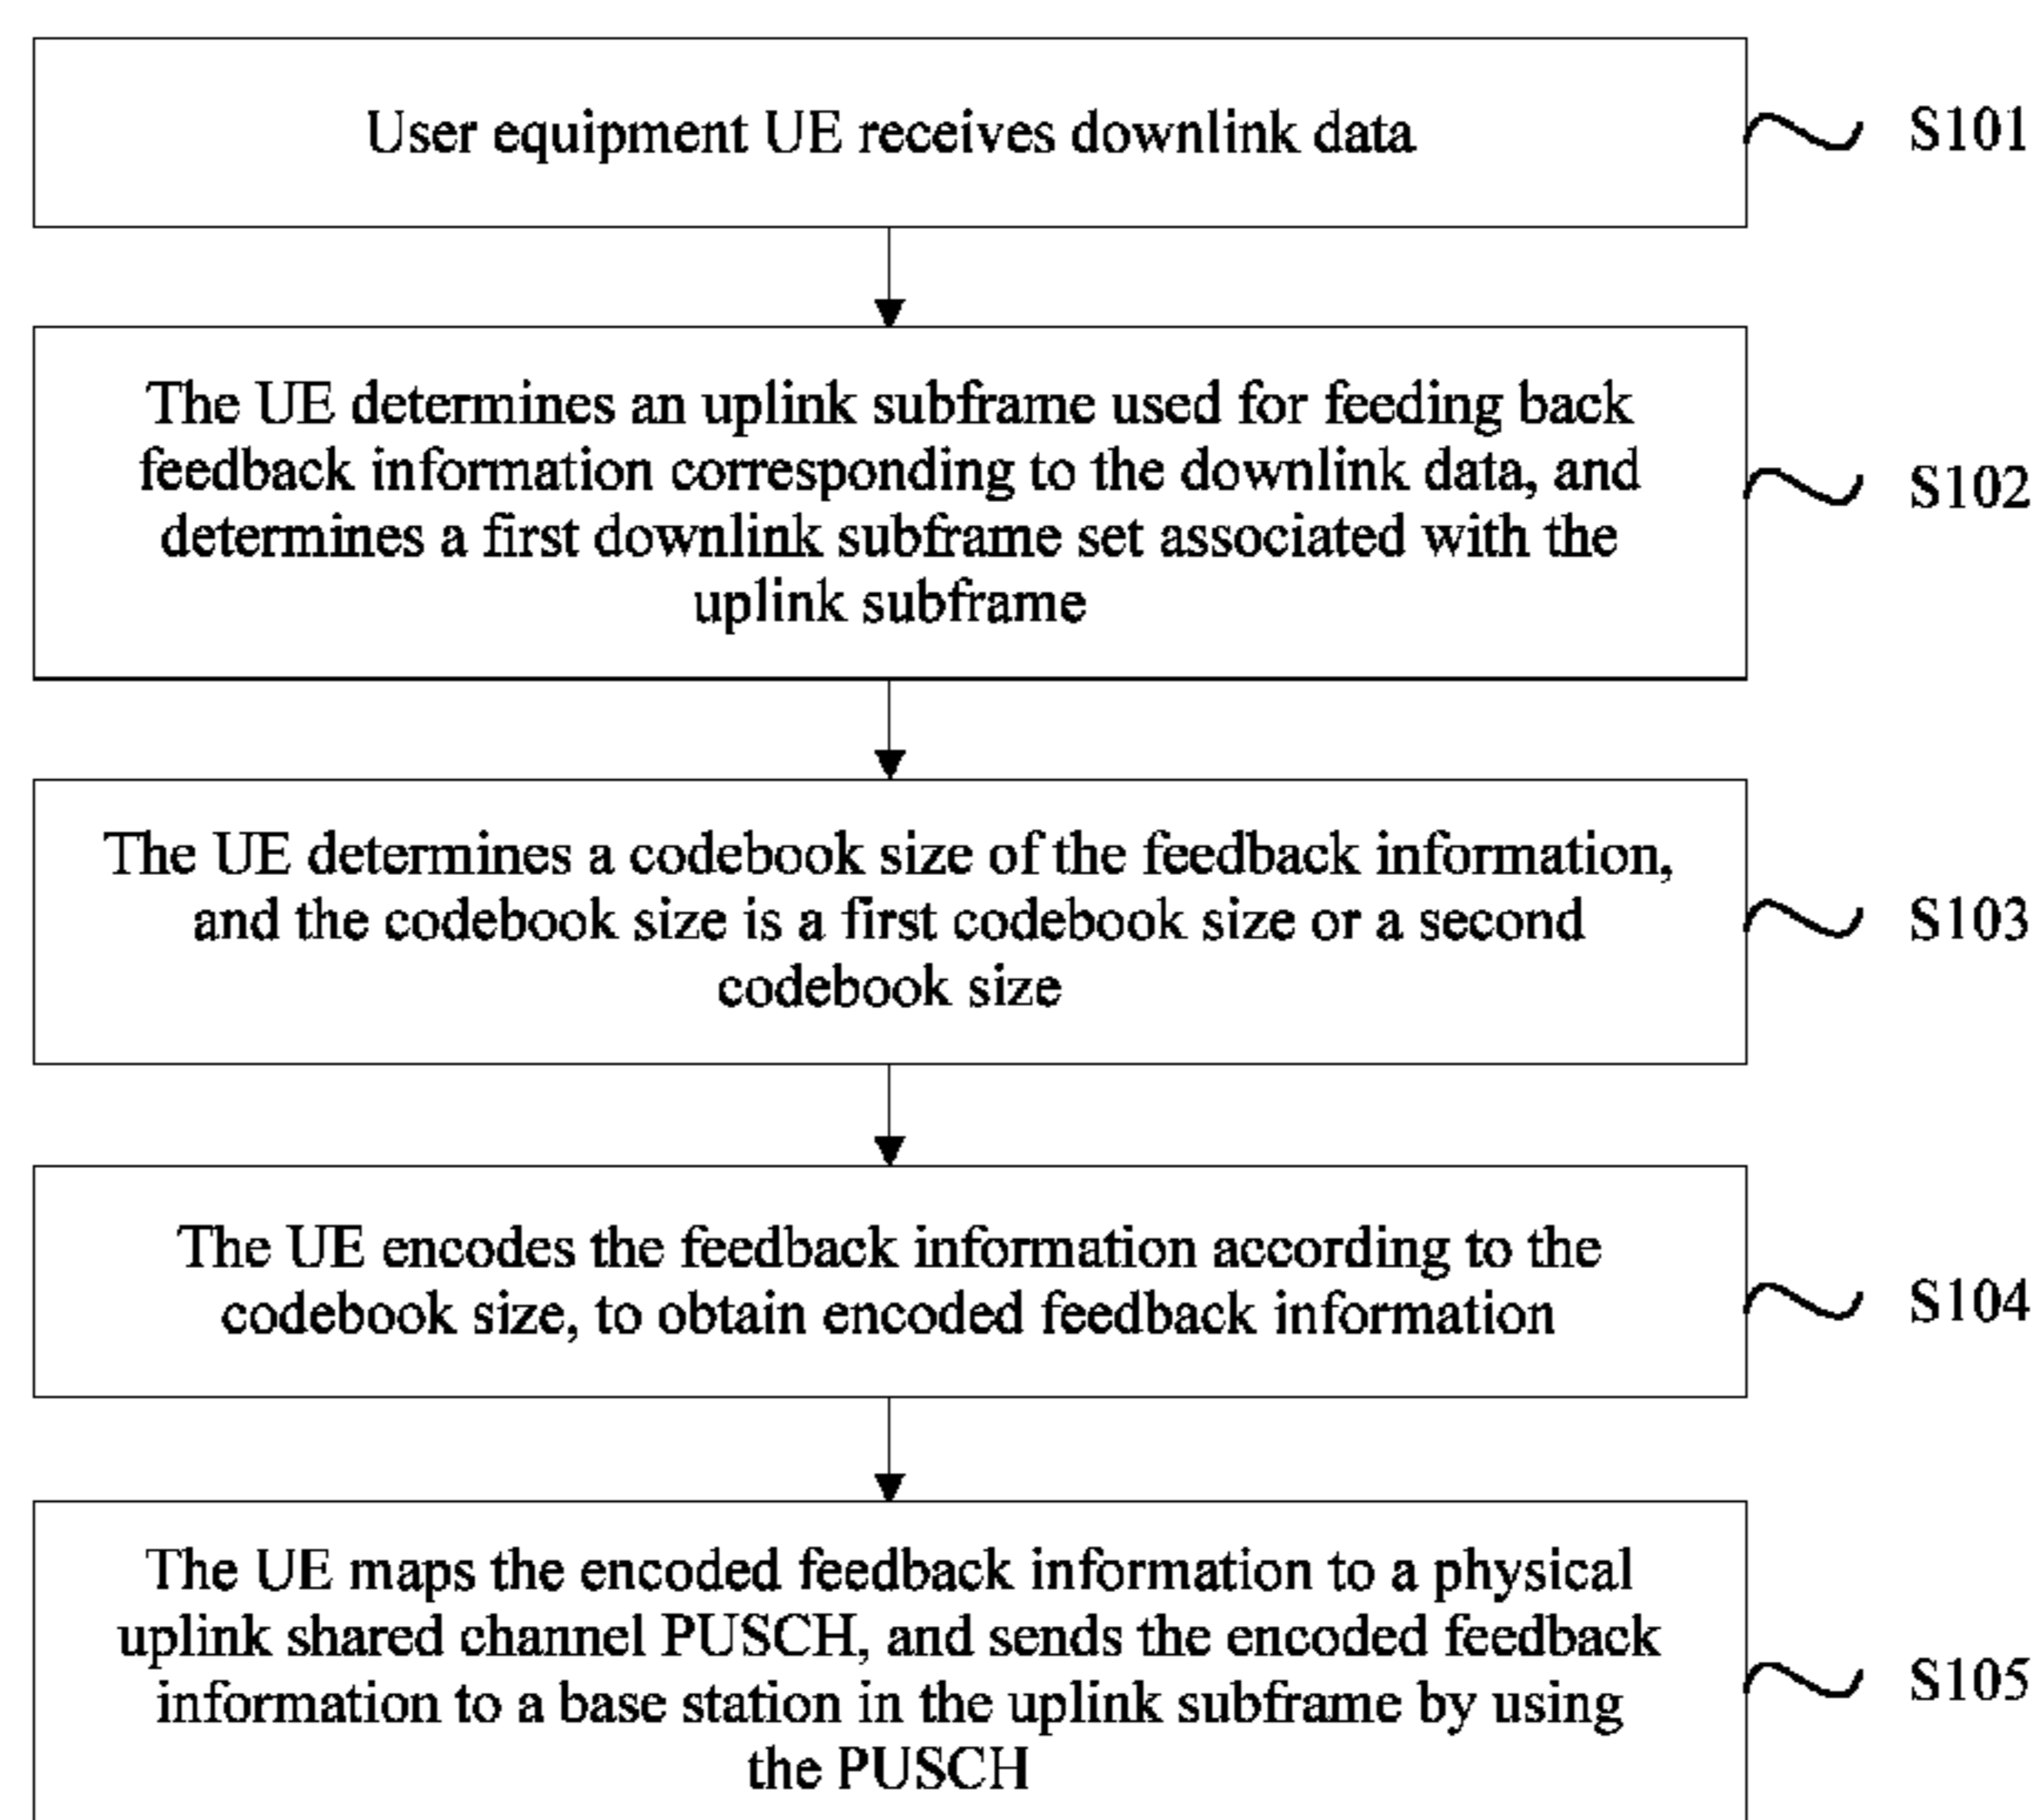 User equipment UE receives downlink data
S101
The UE determines an uplink subframe used for feeding back
feedback information corresponding to the downlink data, and
determines a first downlink subframe set associated with the
uplink subframe
S102
The UE determines a codebook size of the feedback information,
and the codebook size is a first codebook size or a second
codebook size
S103
The UE encodes the feedback information according to the
codebook size, to obtain encoded feedback information
S104
The UE maps the encoded feedback information to a physical
uplink shared channel PUSCH, and sends the encoded feedback
information to a base station in the uplink subframe by using
the PUSCH
S105